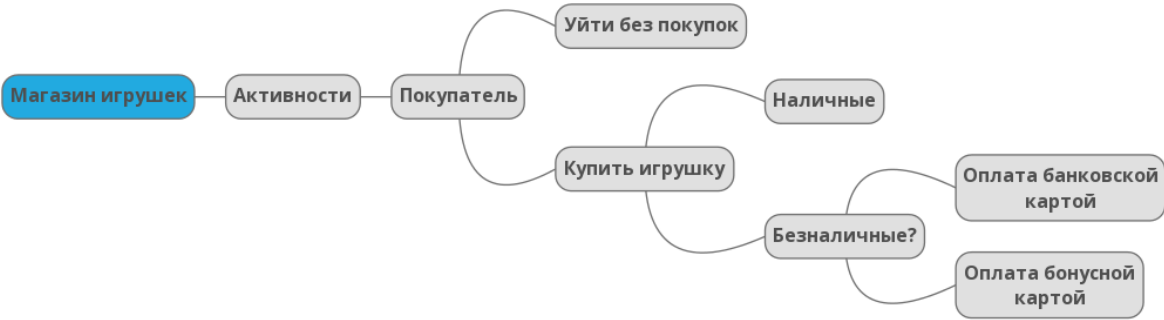 Уйти без покупок
Магазин игрушек
Активности
Покупатель
Наличные
Купить игрушку
Оплата банковской
картой
Безналичные?
Оплата бонусной
картой